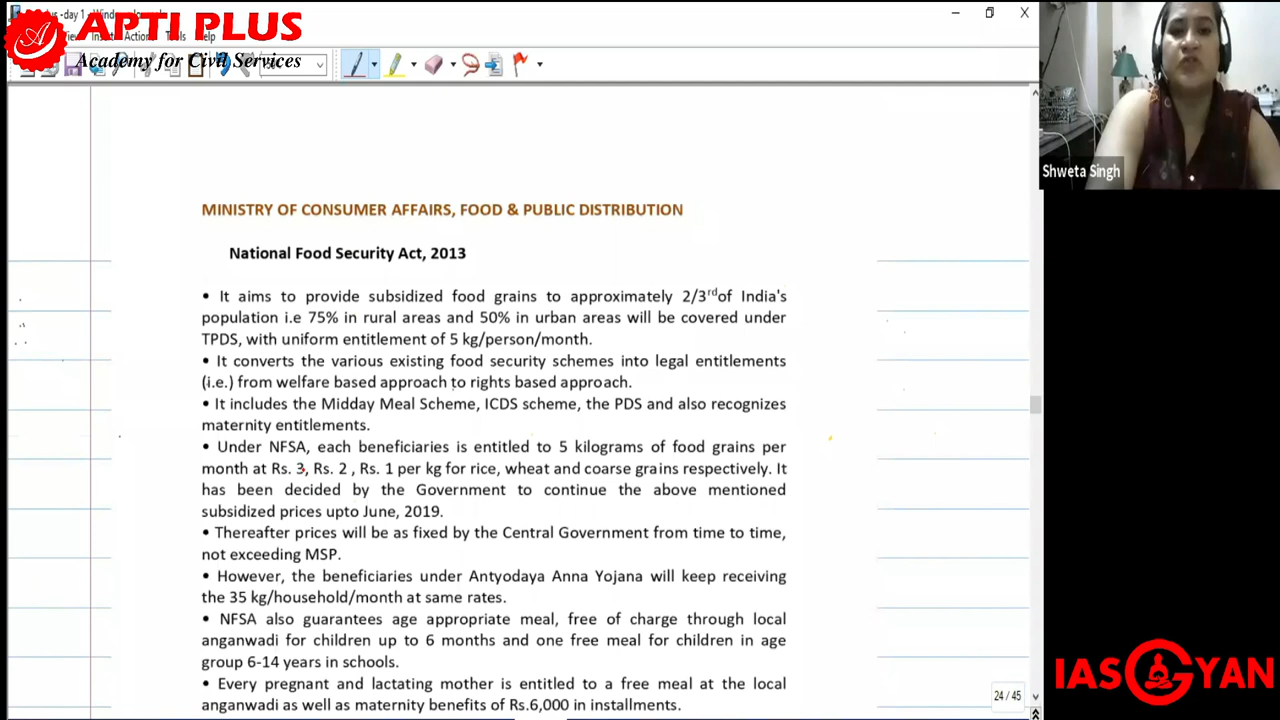 APTI PLUS
Academy for Civil Services
MINISTRY OF CONSUMER AFFAIRS, FOOD & PUBLIC DISTRIBUTION
National Food Security Act, 2013
• It aims to provide subsidized food grains to approximately 2/3rdof India's
population i.e 75% in rural areas and 50% in urban areas will be covered under
TPDS, with uniform entitlement of 5 kg/person/month.
• It converts the various existing food security schemes into legal entitlements
(i.e.) from welfare based approach to rights based approach.
• It includes the Midday Meal Scheme, ICDS scheme, the PDS and also recognizes
maternity entitlements.
• Under NFSA, each beneficiaries is entitled to 5 kilograms of food grains per
month at Rs. 3, Rs. 2 , Rs. 1 per kg for rice, wheat and coarse grains respectively. It
has been decided by the Government to continue the above mentioned
subsidized prices upto June, 2019.
• Thereafter prices will be as fixed by the Central Government from time to time,
not exceeding MSP.
• However, the beneficiaries under Antyodaya Anna Yojana will keep receiving
the 35 kg/household/month at same rates.
• NFSA also guarantees age appropriate meal, free of charge through local
anganwadi for children up to 6 months and one free meal for children in age
group 6-14 years in schools.
• Every pregnant and lactating mother is entitled to a free meal at the local
anganwadi as well as maternity benefits of Rs.6,000 in installments.
Shweta Singh
IAS GYAN
24 / 45